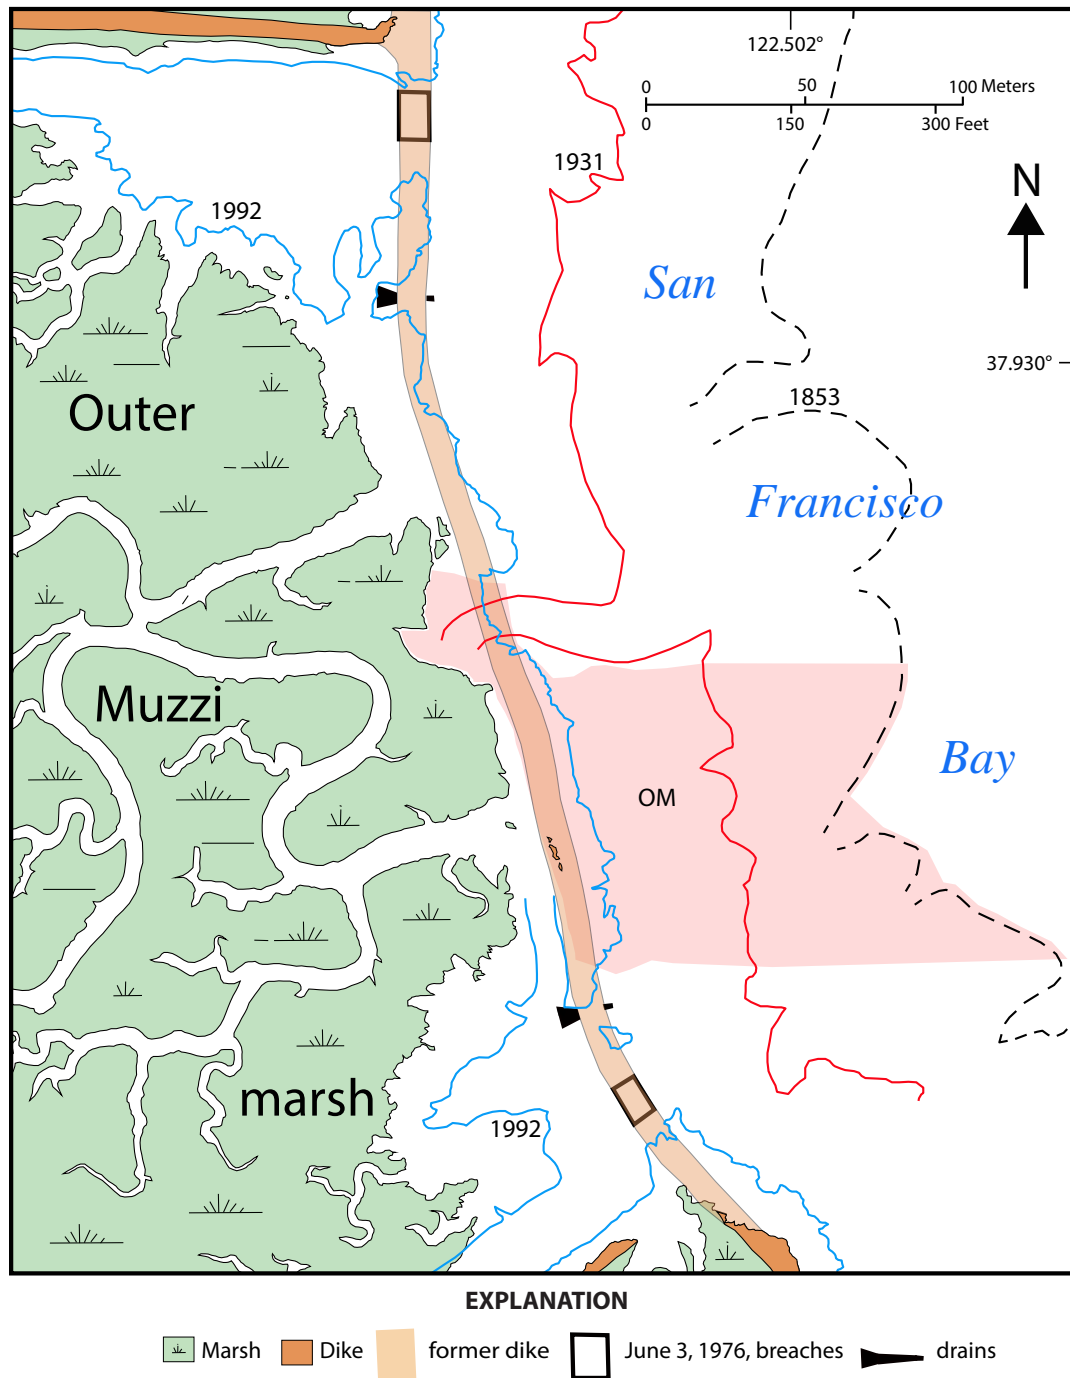 122.502°
0 50 100 Meters
0 150 300 Feet
1931
N
1992
San
37.930°
1853
Outer
Francisco
Muzzi
Bay
OM
marsh
1992
EXPLANATION
Marsh Dike former dike June 3, 1976, breaches drains